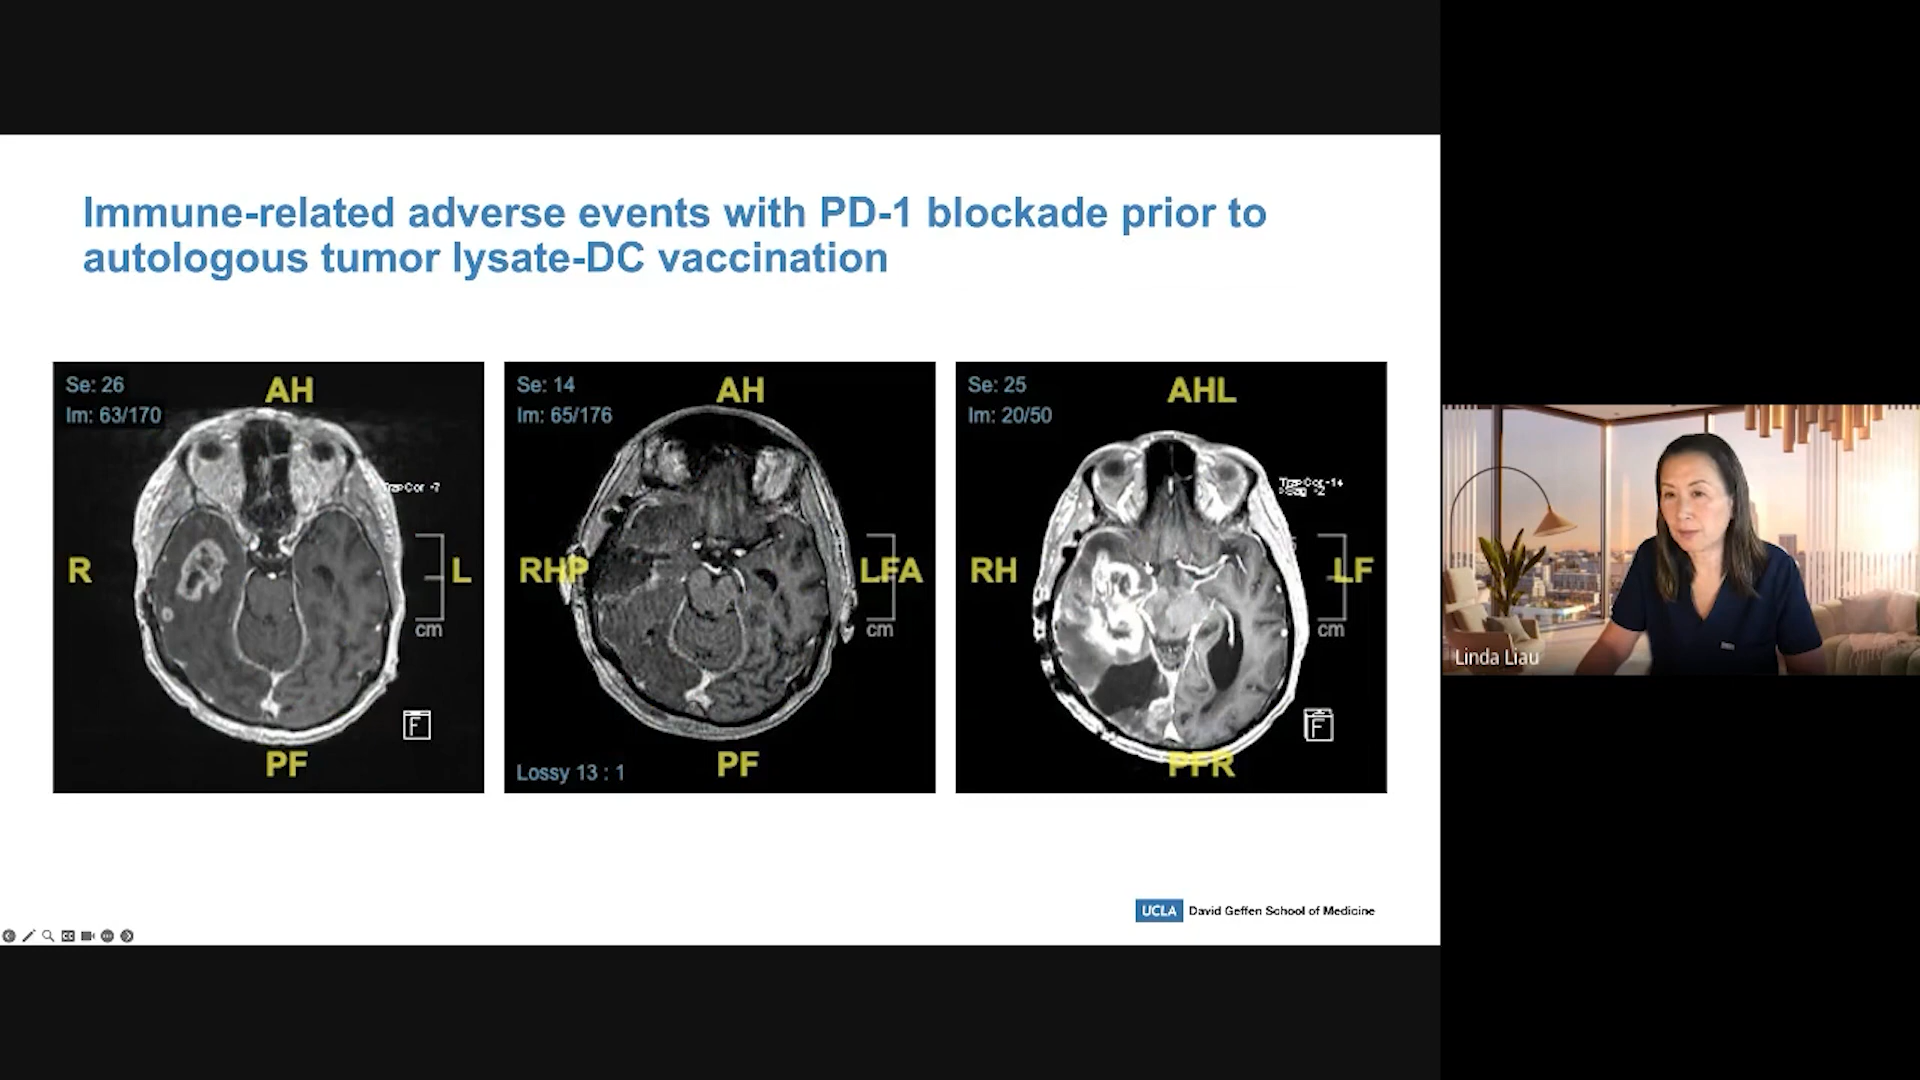 Immune-related adverse events with PD-1 blockade prior to
autologous tumor lysate-DC vaccination
Se: 26
Im: 63/170
AH
R
L
cm
F
PF
Se: 14
Im: 65/176
AH
RHP
LFA
cm
Lossy 13 : 1
PF
Se: 25
Im: 20/50
AHL
RH
LF
cm
F
PFR
UCLA David Geffen School of Medicine
Linda Liau